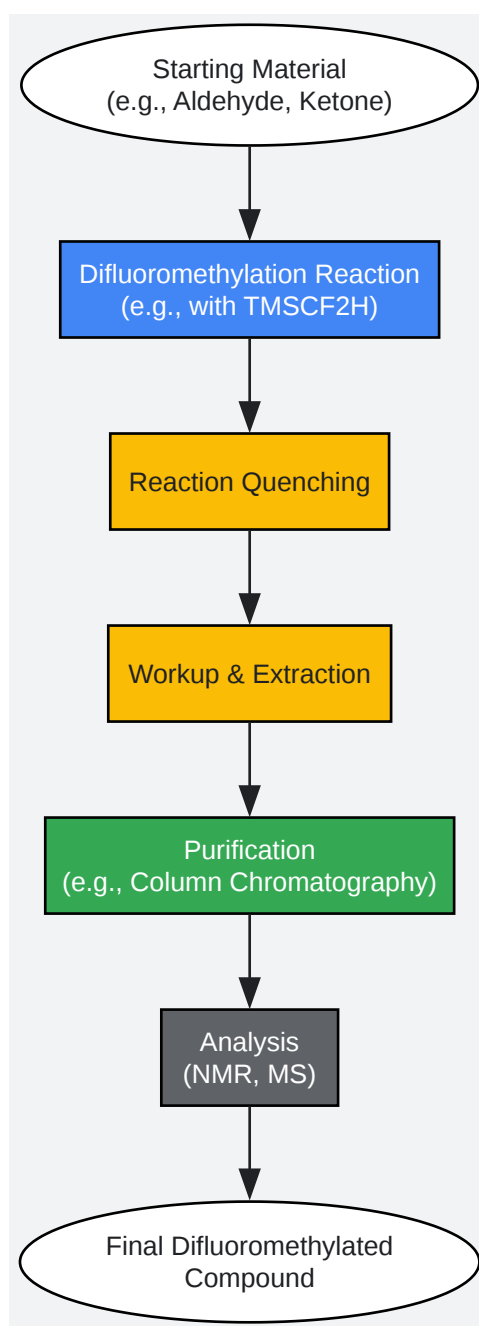 Starting Material
(e.g., Aldehyde, Ketone)
Difluoromethylation Reaction
(e.g., with TMSCF2H)
Reaction Quenching
Workup & Extraction
Purification
(e.g., Column Chromatography)
Analysis
(NMR, MS)
Final Difluoromethylated
Compound